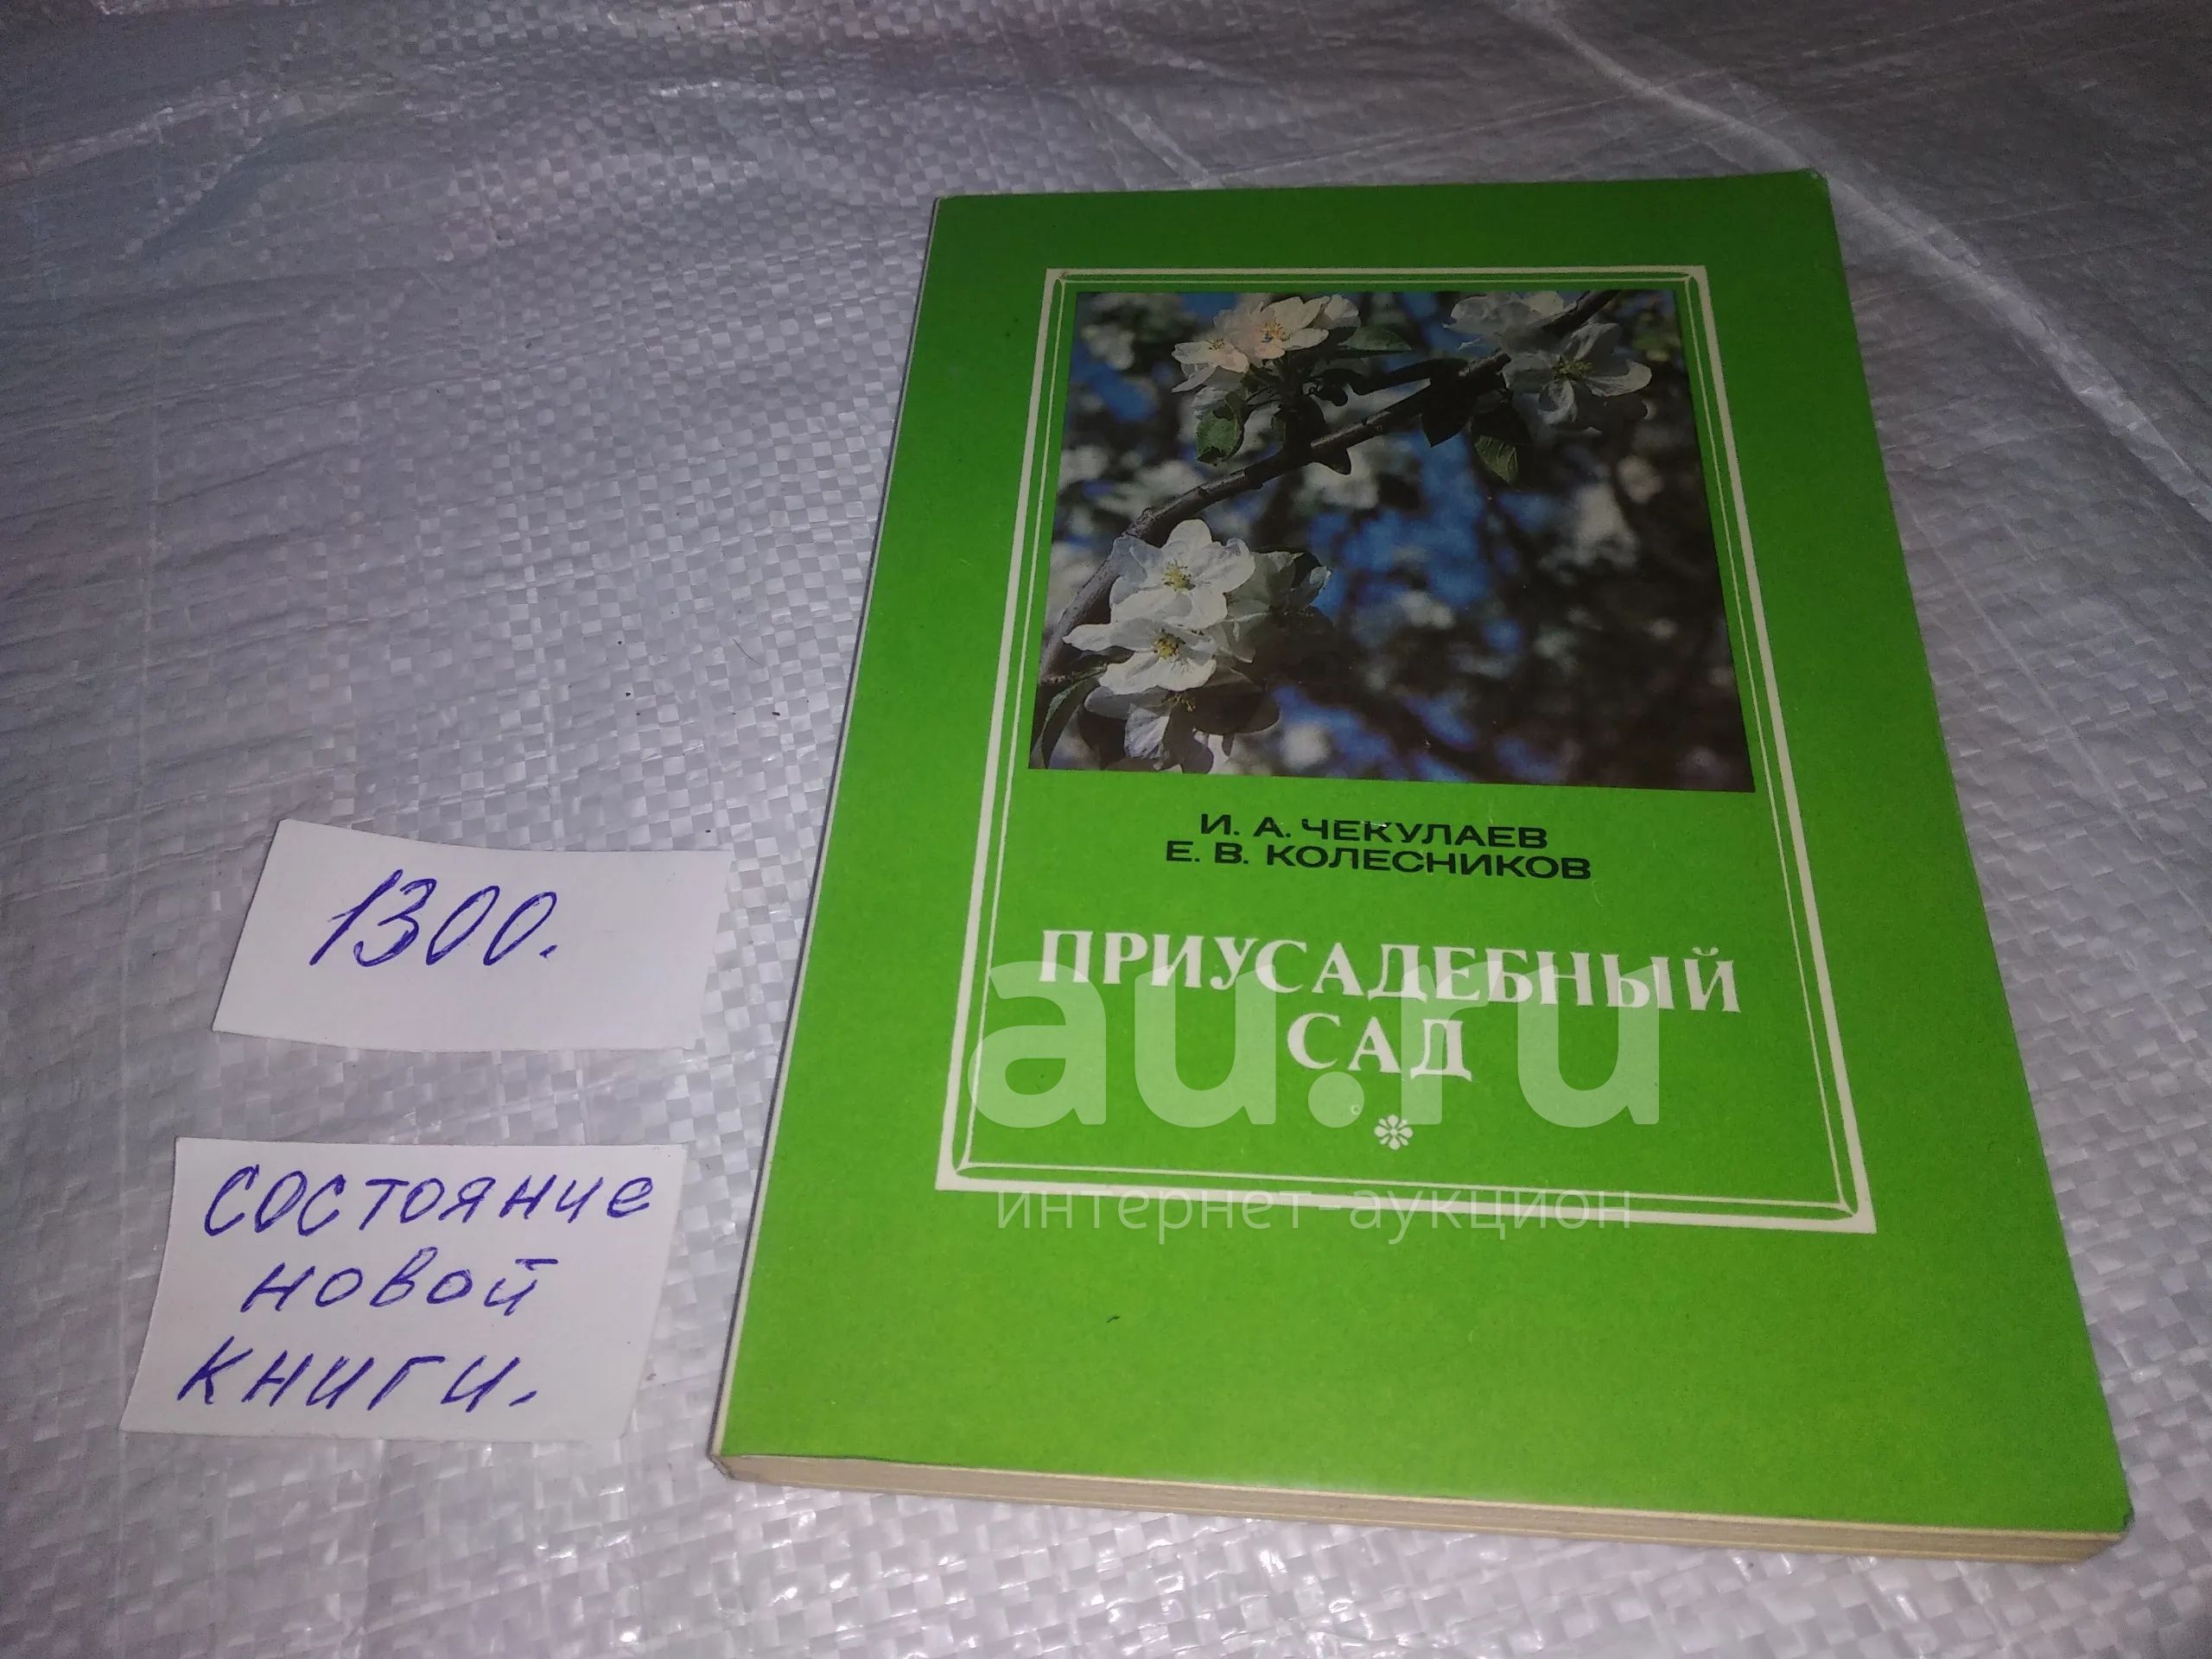 1300.
состояние
новой
книги.
И. А. ЧЕКУЛАЕВ
Е. В. КОЛЕСНИКОВ
ПРИУСАДЕБНЫЙ
САД
au.ru
интернет-аукцион